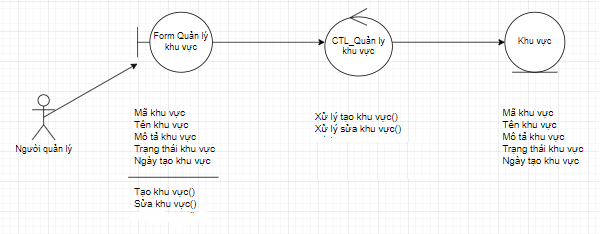 Form Quản lý
khu vực
CTL_Quản ly
khu vực
Khu vực
Người quản lý
Mã khu vực
Tên khu vực
Mô tả khu vực
Trạng thái khu vực
Ngày tạo khu vực
Tạo khu vực()
Sửa khu vực()
Xử lý tạo khu vực()
Xử lý sửa khu vực()
Mã khu vực
Tên khu vực
Mô tả khu vực
Trạng thái khu vực
Ngày tạo khu vực